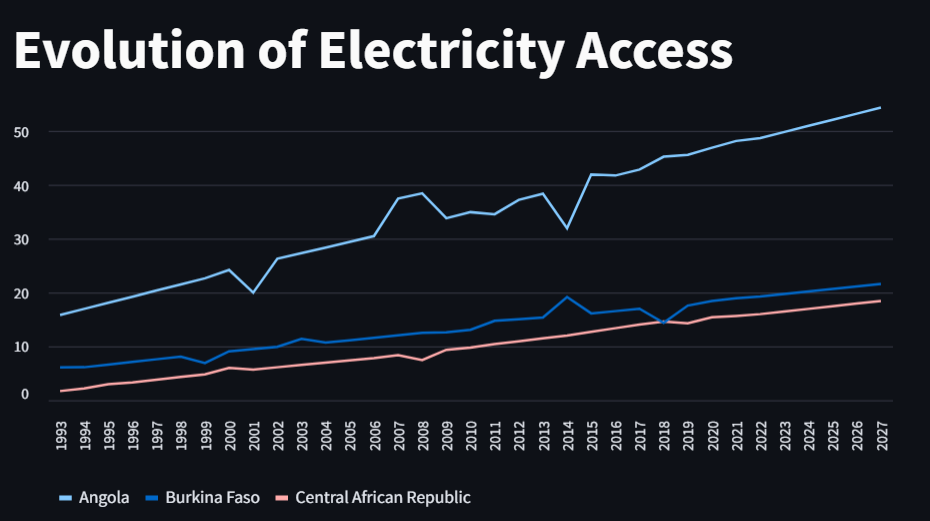 Evolution of Electricity Access
50
40
30
20
10
0
1993 1994 1995 1996 1997 1998 1999 2000 2001 2002 2003 2004 2005 2006 2007 2008 2009 2010 2011 2012 2013 2014 2015 2016 2017 2018 2019 2020 2021 2022 2023 2024 2025 2026 2027
Angola Burkina Faso Central African Republic